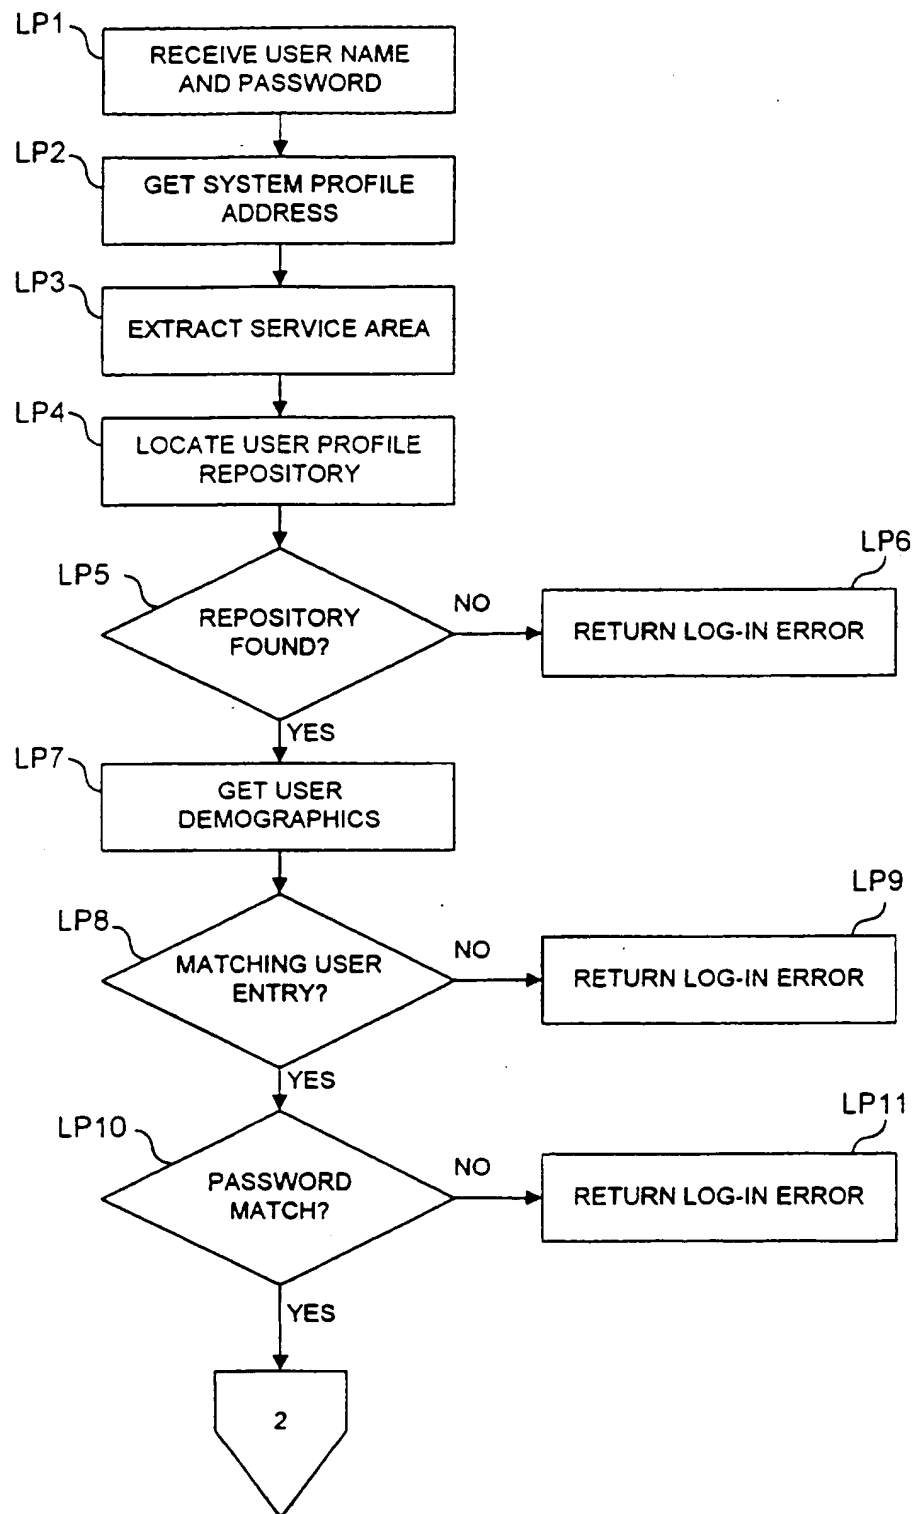 LP1
RECEIVE USER NAME
AND PASSWORD
LP2
GET SYSTEM PROFILE
ADDRESS
LP3
EXTRACT SERVICE AREA
LP4
LOCATE USER PROFILE
REPOSITORY
LP5
REPOSITORY
FOUND?
NO
LP6
RETURN LOG-IN ERROR
YES
LP7
GET USER
DEMOGRAPHICS
LP8
MATCHING USER
ENTRY?
NO
LP9
RETURN LOG-IN ERROR
YES
LP10
PASSWORD
MATCH?
NO
LP11
RETURN LOG-IN ERROR
YES
2